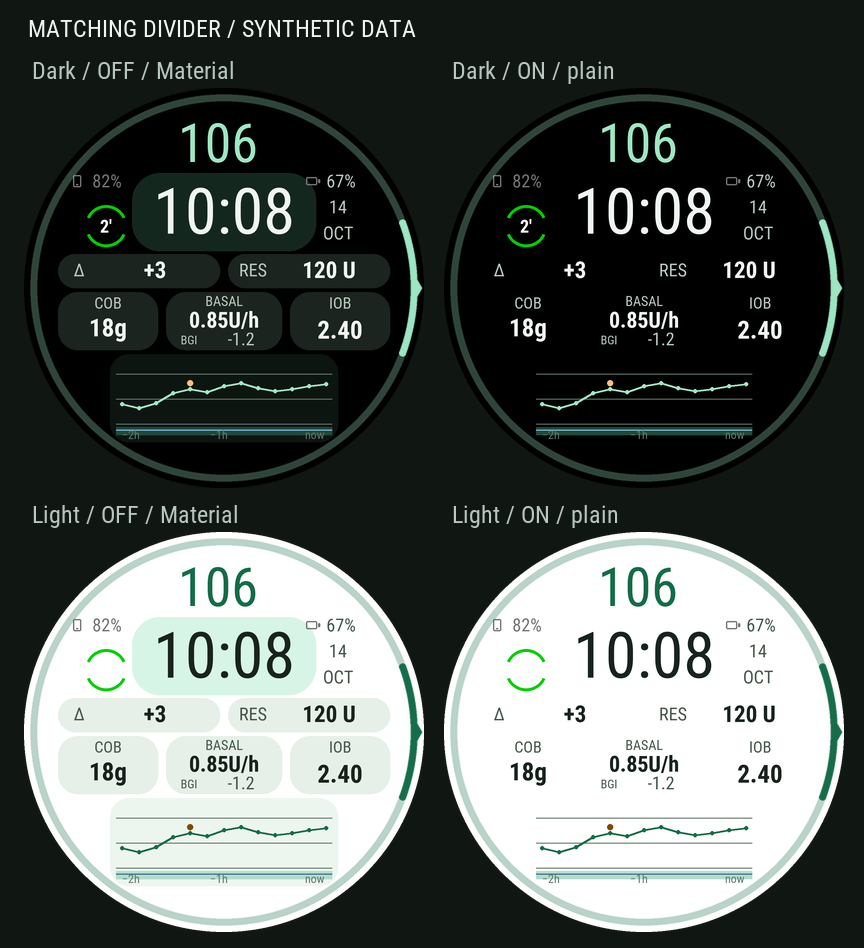 MATCHING DIVIDER / SYNTHETIC DATA
Dark / OFF / Material
106
82%
67%
10:08
14
2'
OCT
Δ +3
RES 120 U
COB
BASAL
IOB
18g
0.85U/h
2.40
BGI -1.2
-2h -1h now
Dark / ON / plain
106
82%
67%
10:08
14
2'
OCT
Δ +3
RES 120 U
COB
BASAL
IOB
18g
0.85U/h
2.40
BGI -1.2
-2h -1h now
Light / OFF / Material
106
82%
67%
10:08
14
OCT
Δ +3
RES 120 U
COB
BASAL
IOB
18g
0.85U/h
2.40
BGI -1.2
-2h -1h now
Light / ON / plain
106
82%
67%
10:08
14
OCT
Δ +3
RES 120 U
COB
BASAL
IOB
18g
0.85U/h
2.40
BGI -1.2
-2h -1h now